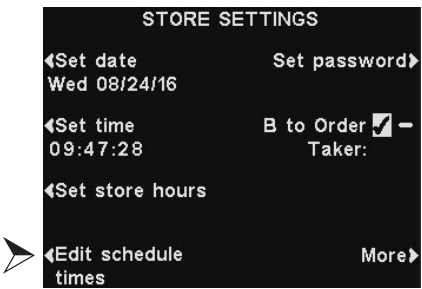 STORE SETTINGS
Set date
Wed 08/24/16
Set password
Set time
09:47:28
B to Order ✓ –
Taker:
Set store hours
Edit schedule
times
More